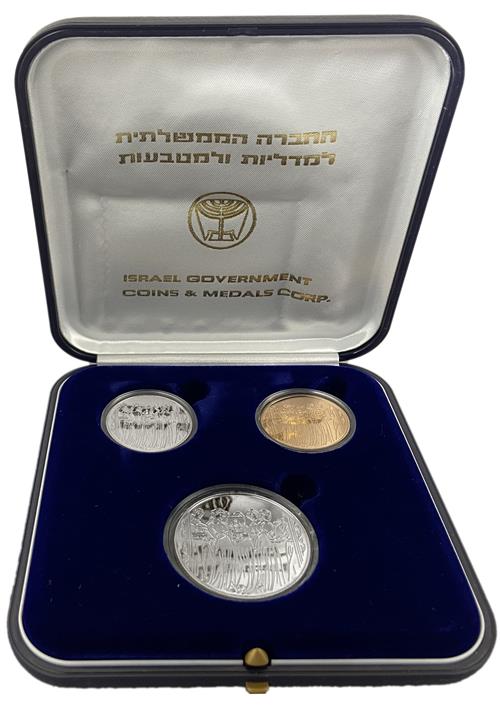 החברה הממשלתית
למדליות ולמטבעות
ISRAEL GOVERNMENT
COINS & MEDALS CORP.